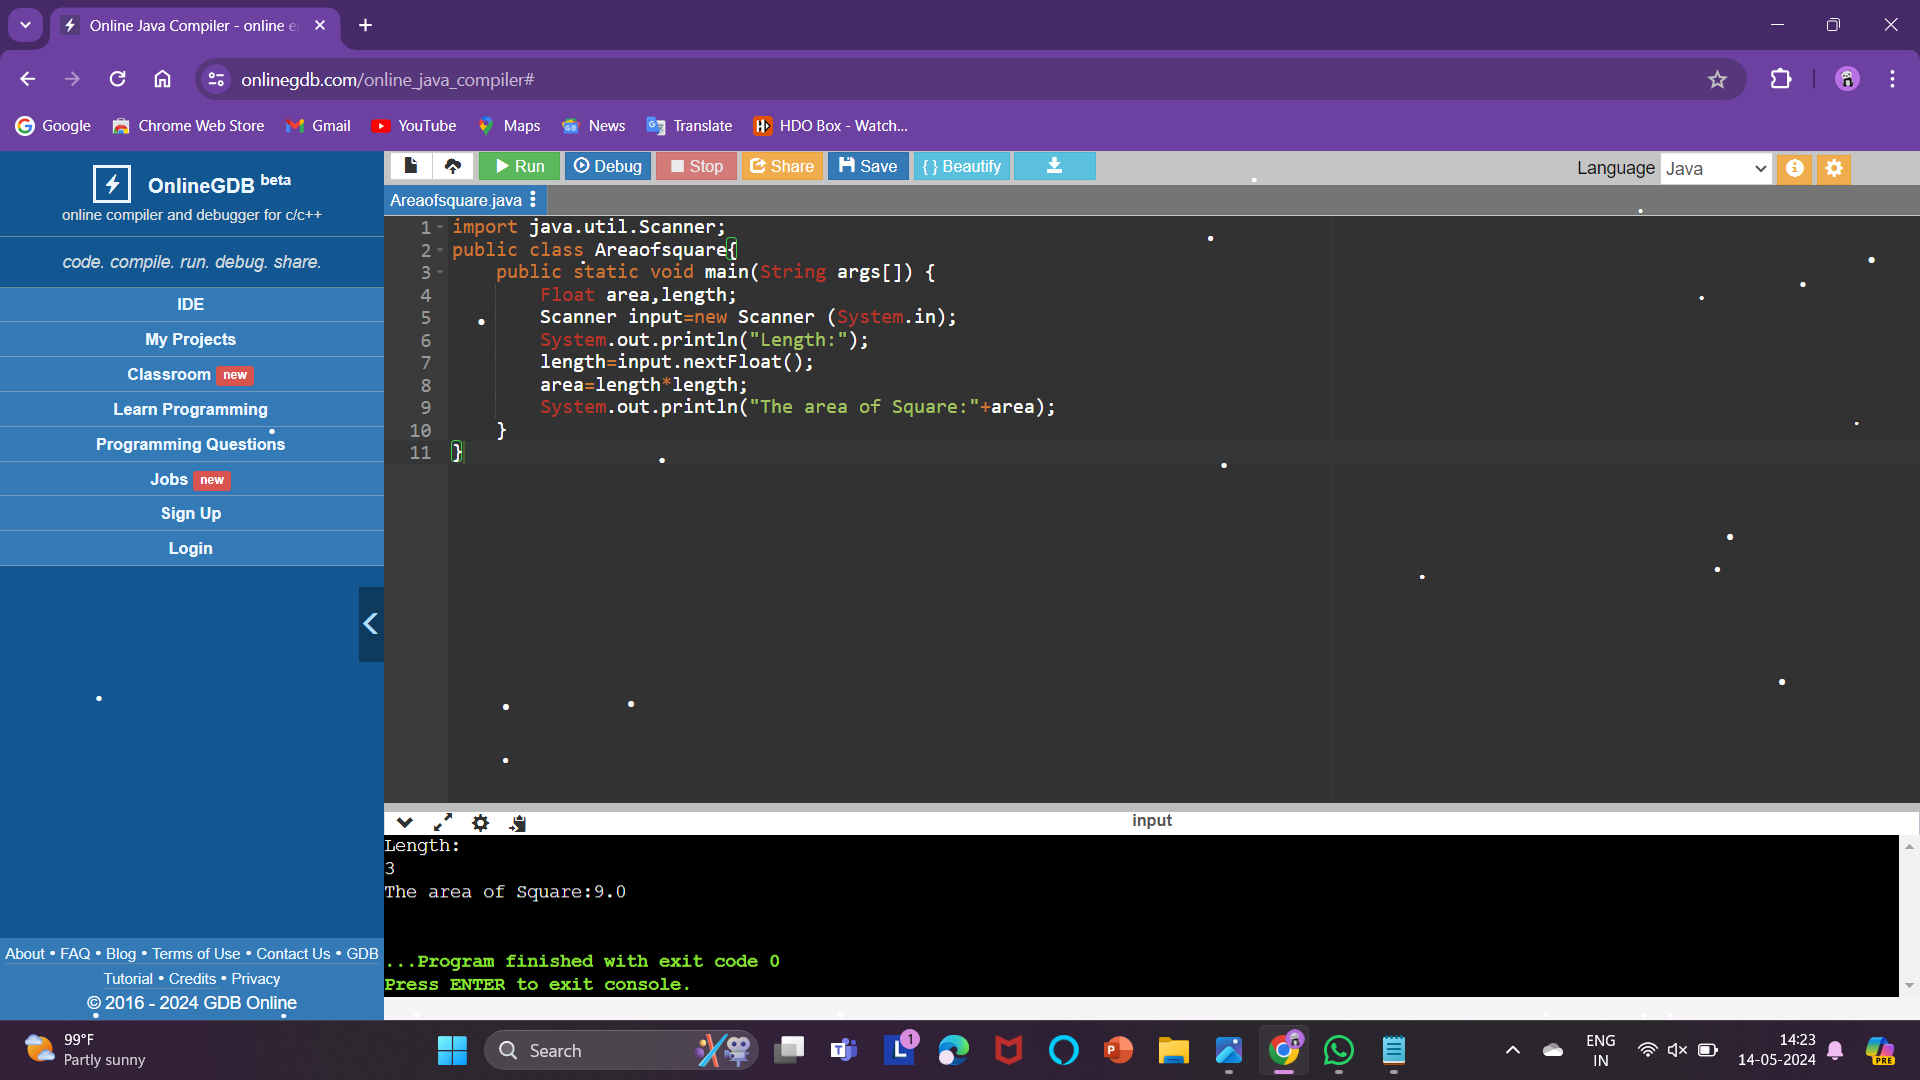 Online Java Compiler - online e
onlinegdb.com/online_java_compiler#
Google Chrome Web Store Gmail YouTube Maps News Translate HDO Box - Watch...
OnlineGDB beta
online compiler and debugger for c/c++
code. compile. run. debug. share.
IDE
My Projects
Classroom new
Learn Programming
Programming Questions
Jobs new
Sign Up
Login
About • FAQ • Blog • Terms of Use • Contact Us • GDB
Tutorial • Credits • Privacy
© 2016 - 2024 GDB Online
Run Debug Stop Share Save { } Beautify Language Java
Areaofsquare.java
1 import java.util.Scanner;
2 public class Areaofsquare{
3 public static void main(String args[]) {
4 Float area,length;
5 Scanner input=new Scanner (System.in);
6 System.out.println("Length:");
7 length=input.nextFloat();
8 area=length*length;
9 System.out.println("The area of Square:"+area);
10 }
11 }
input
Length:
3
The area of Square:9.0
...Program finished with exit code 0
Press ENTER to exit console.
99°F
Partly sunny
Search
1
ENG
IN
14:23
14-05-2024
PRE